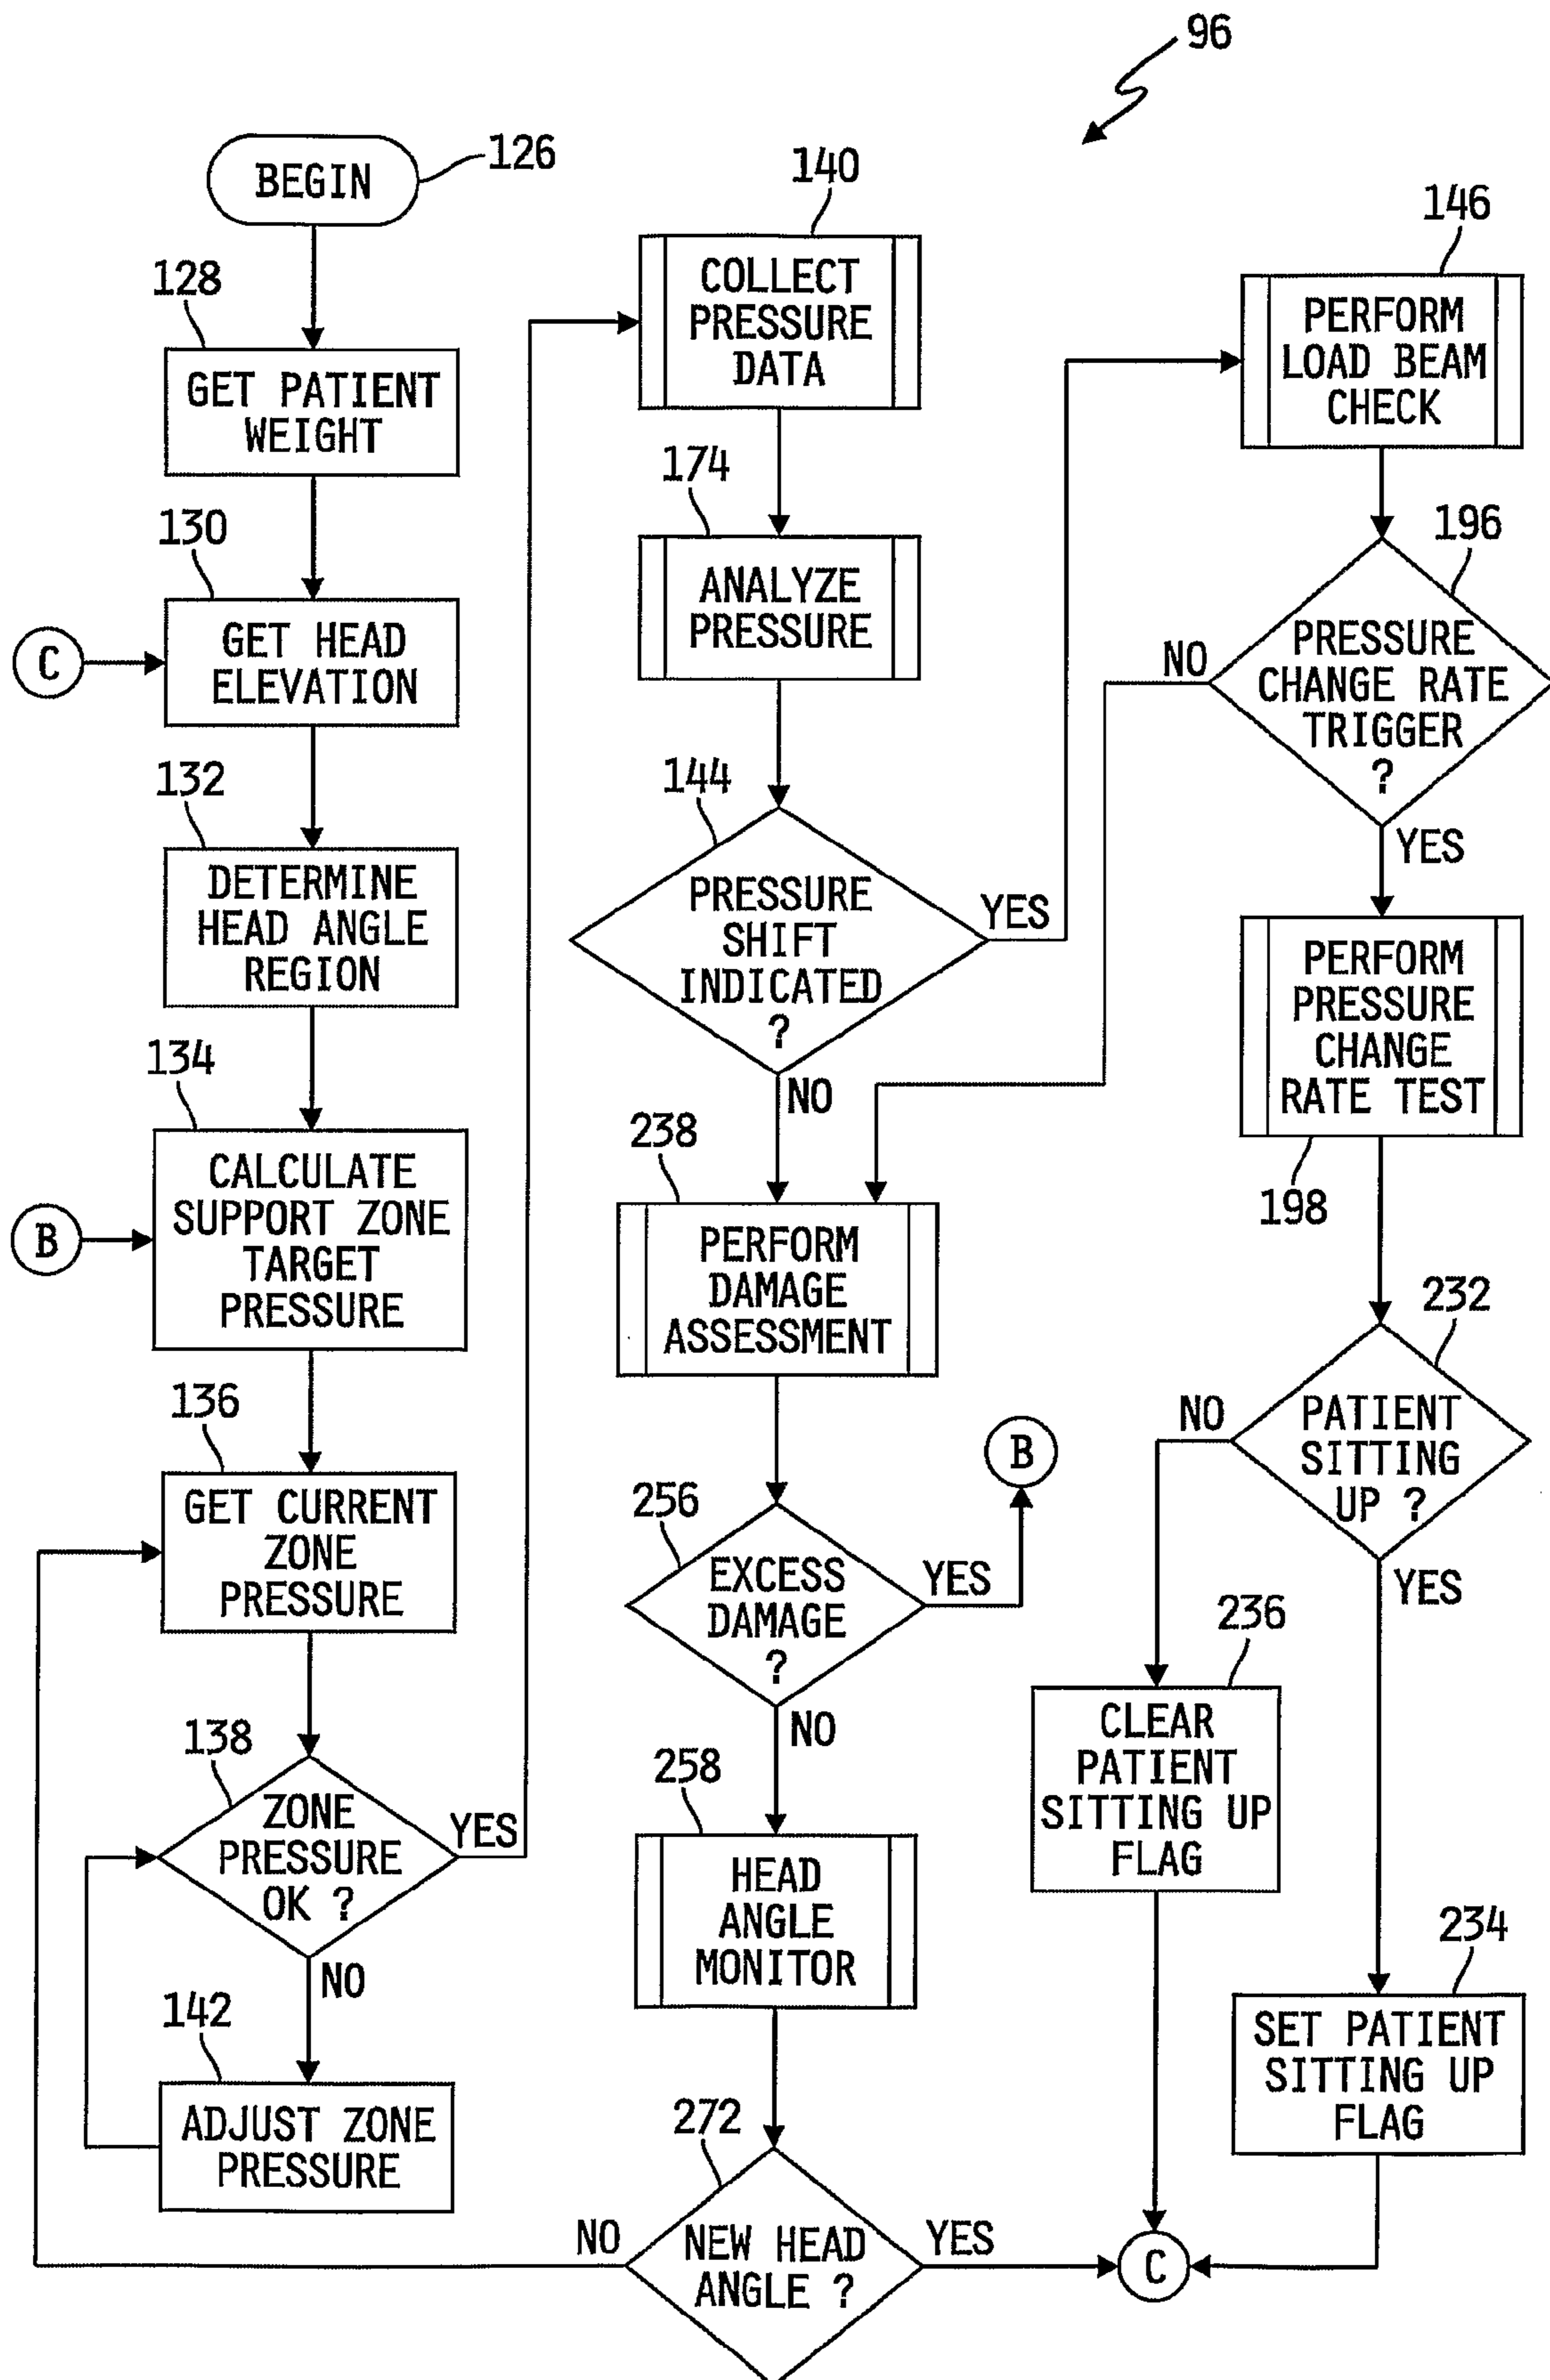 96
BEGIN
126
128
GET PATIENT
WEIGHT
130
C
GET HEAD
ELEVATION
132
DETERMINE
HEAD ANGLE
REGION
134
B
CALCULATE
SUPPORT ZONE
TARGET
PRESSURE
136
GET CURRENT
ZONE
PRESSURE
138
ZONE
PRESSURE
OK ?
YES
NO
142
ADJUST ZONE
PRESSURE
140
COLLECT
PRESSURE
DATA
174
ANALYZE
PRESSURE
144
PRESSURE
SHIFT
INDICATED
?
YES
NO
238
PERFORM
DAMAGE
ASSESSMENT
256
EXCESS
DAMAGE
?
YES
B
NO
258
HEAD
ANGLE
MONITOR
272
NO
NEW HEAD
ANGLE ?
YES
C
146
PERFORM
LOAD BEAM
CHECK
196
NO
PRESSURE
CHANGE RATE
TRIGGER
?
YES
PERFORM
PRESSURE
CHANGE
RATE TEST
198
232
NO
PATIENT
SITTING
UP ?
YES
236
CLEAR
PATIENT
SITTING UP
FLAG
234
SET PATIENT
SITTING UP
FLAG